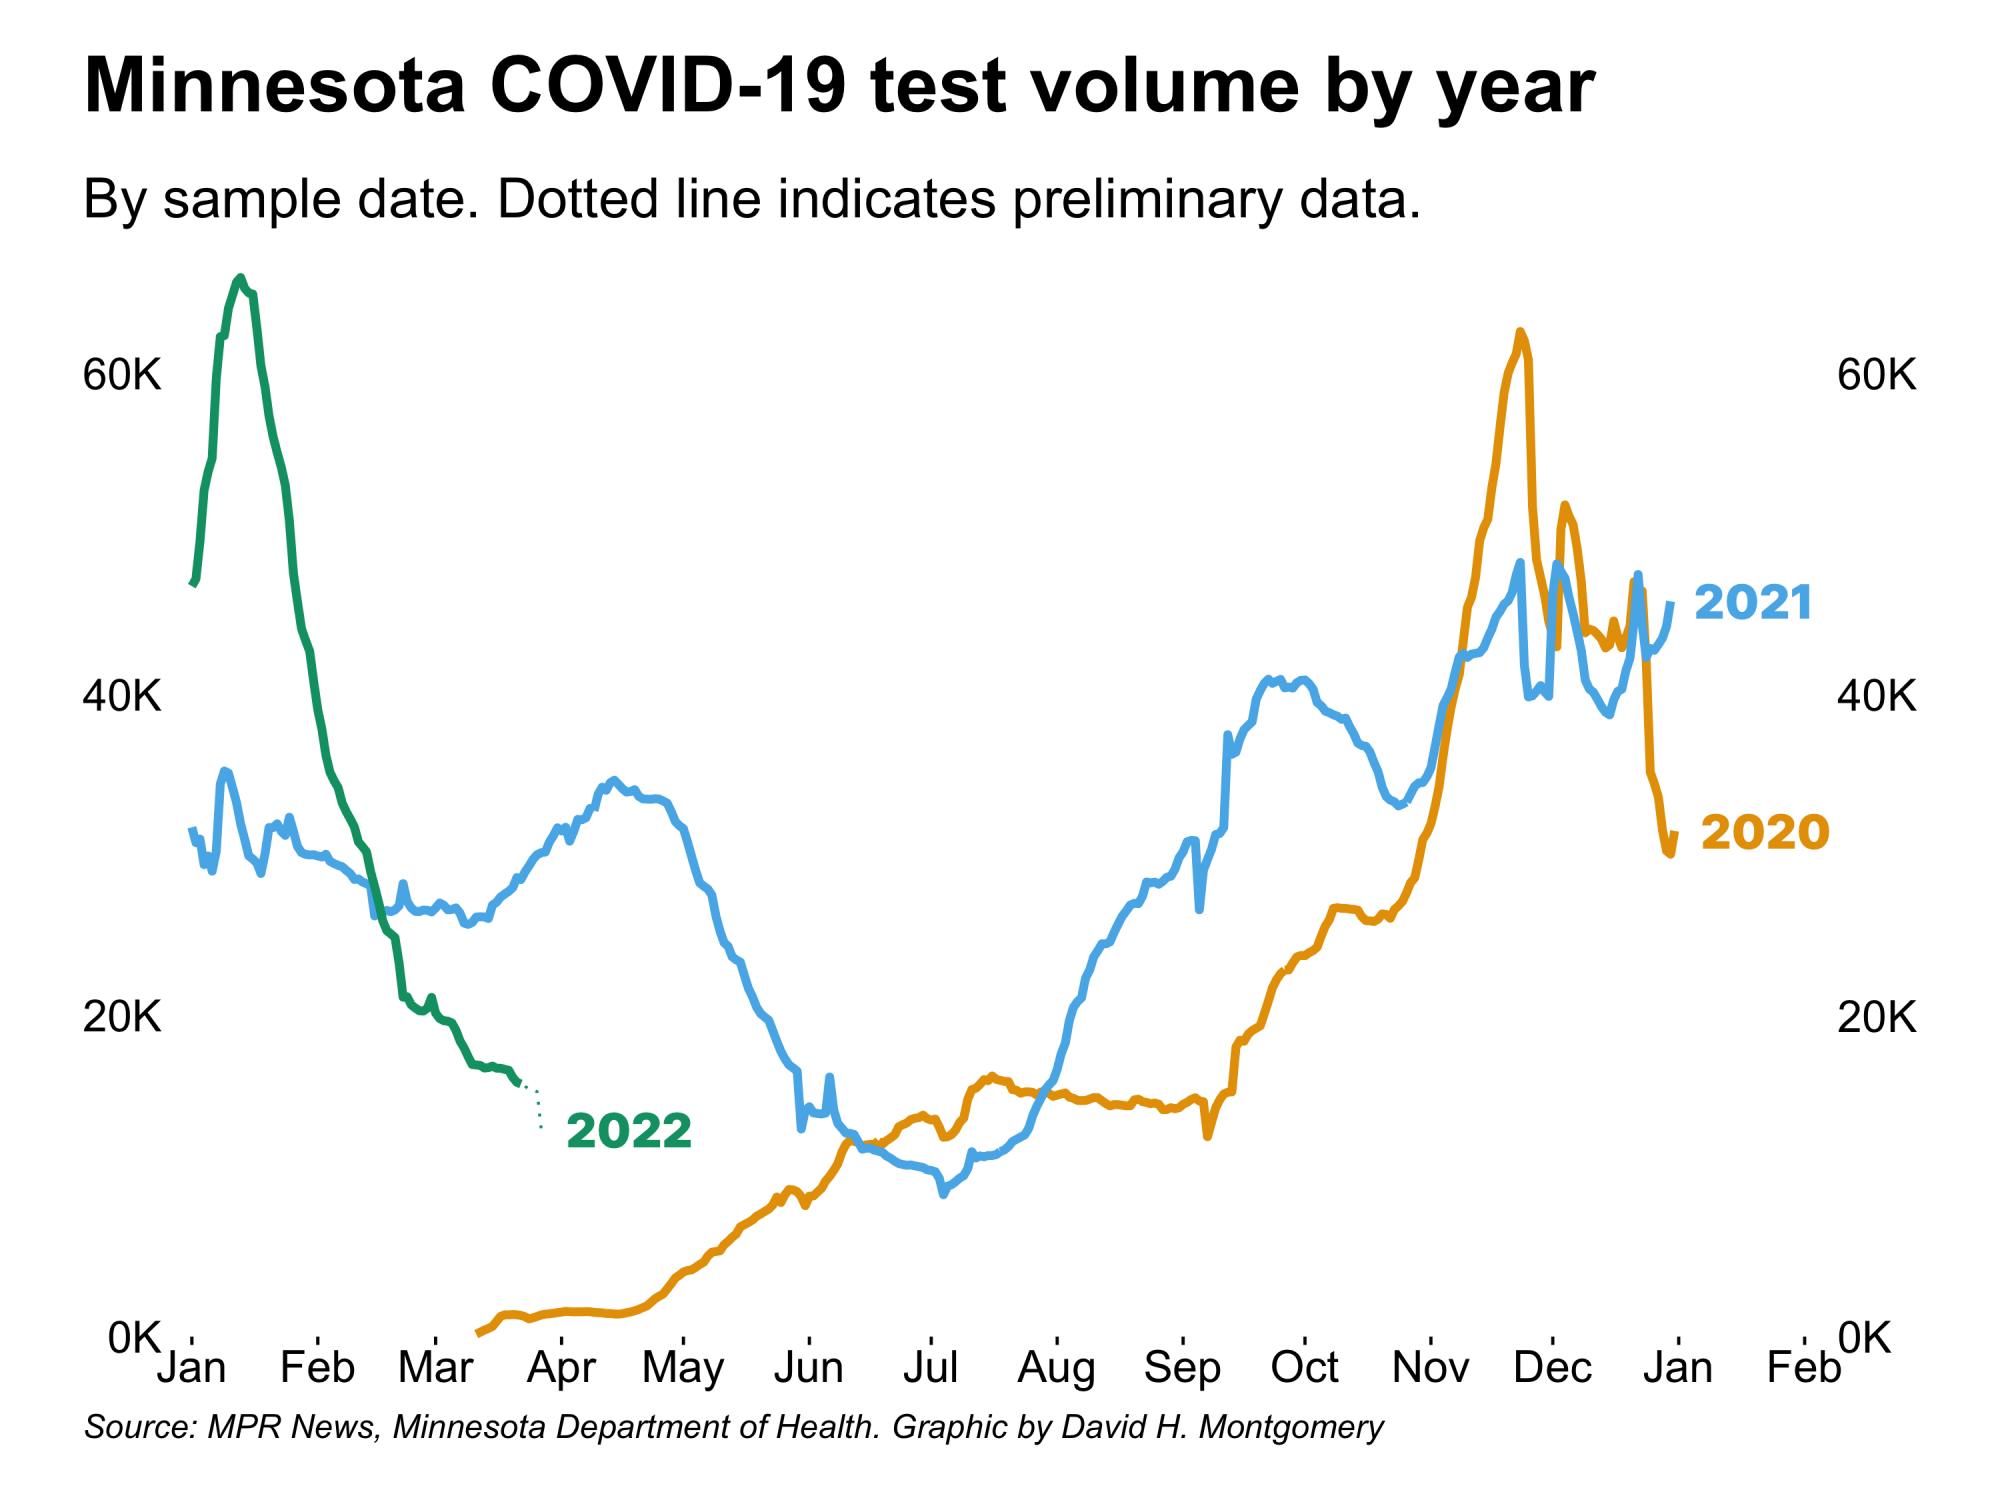 Minnesota COVID-19 test volume by year
By sample date. Dotted line indicates preliminary data.
60K 60K
40K 40K
2021
2020
20K 20K
2022
0K 0K
Jan Feb Mar Apr May Jun Jul Aug Sep Oct Nov Dec Jan Feb
Source: MPR News, Minnesota Department of Health. Graphic by David H. Montgomery